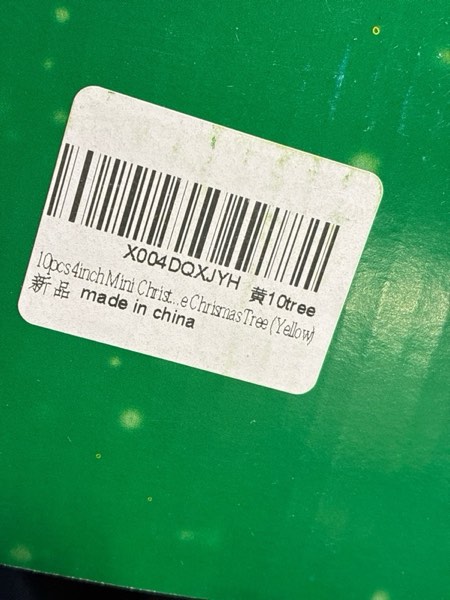 X004DQXJYH 黄10tree
10pcs 4inch Mini Christ...e Chrismas Tree (Yellow)
新品 made in china